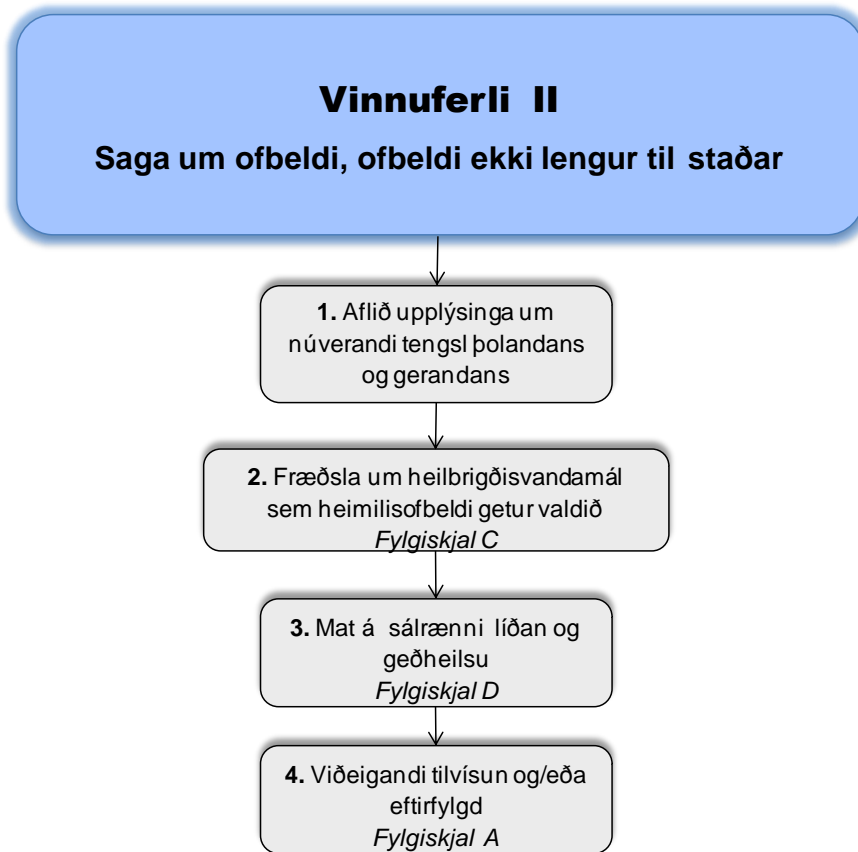 Vinnuferli II
Saga um ofbeldi, ofbeldi ekki lengur til staðar
1. Aflið upplýsinga um
núverandi tengsl þolandans
og gerandans
2. Fræðsla um heilbrigðisvandamál
sem heimilisofbeldi getur valdið
Fylgiskjal C
3. Mat á sálrænni líðan og
geðheilsu
Fylgiskjal D
4. Viðeigandi tilvísun og/eða
eftirfylgd
Fylgiskjal A